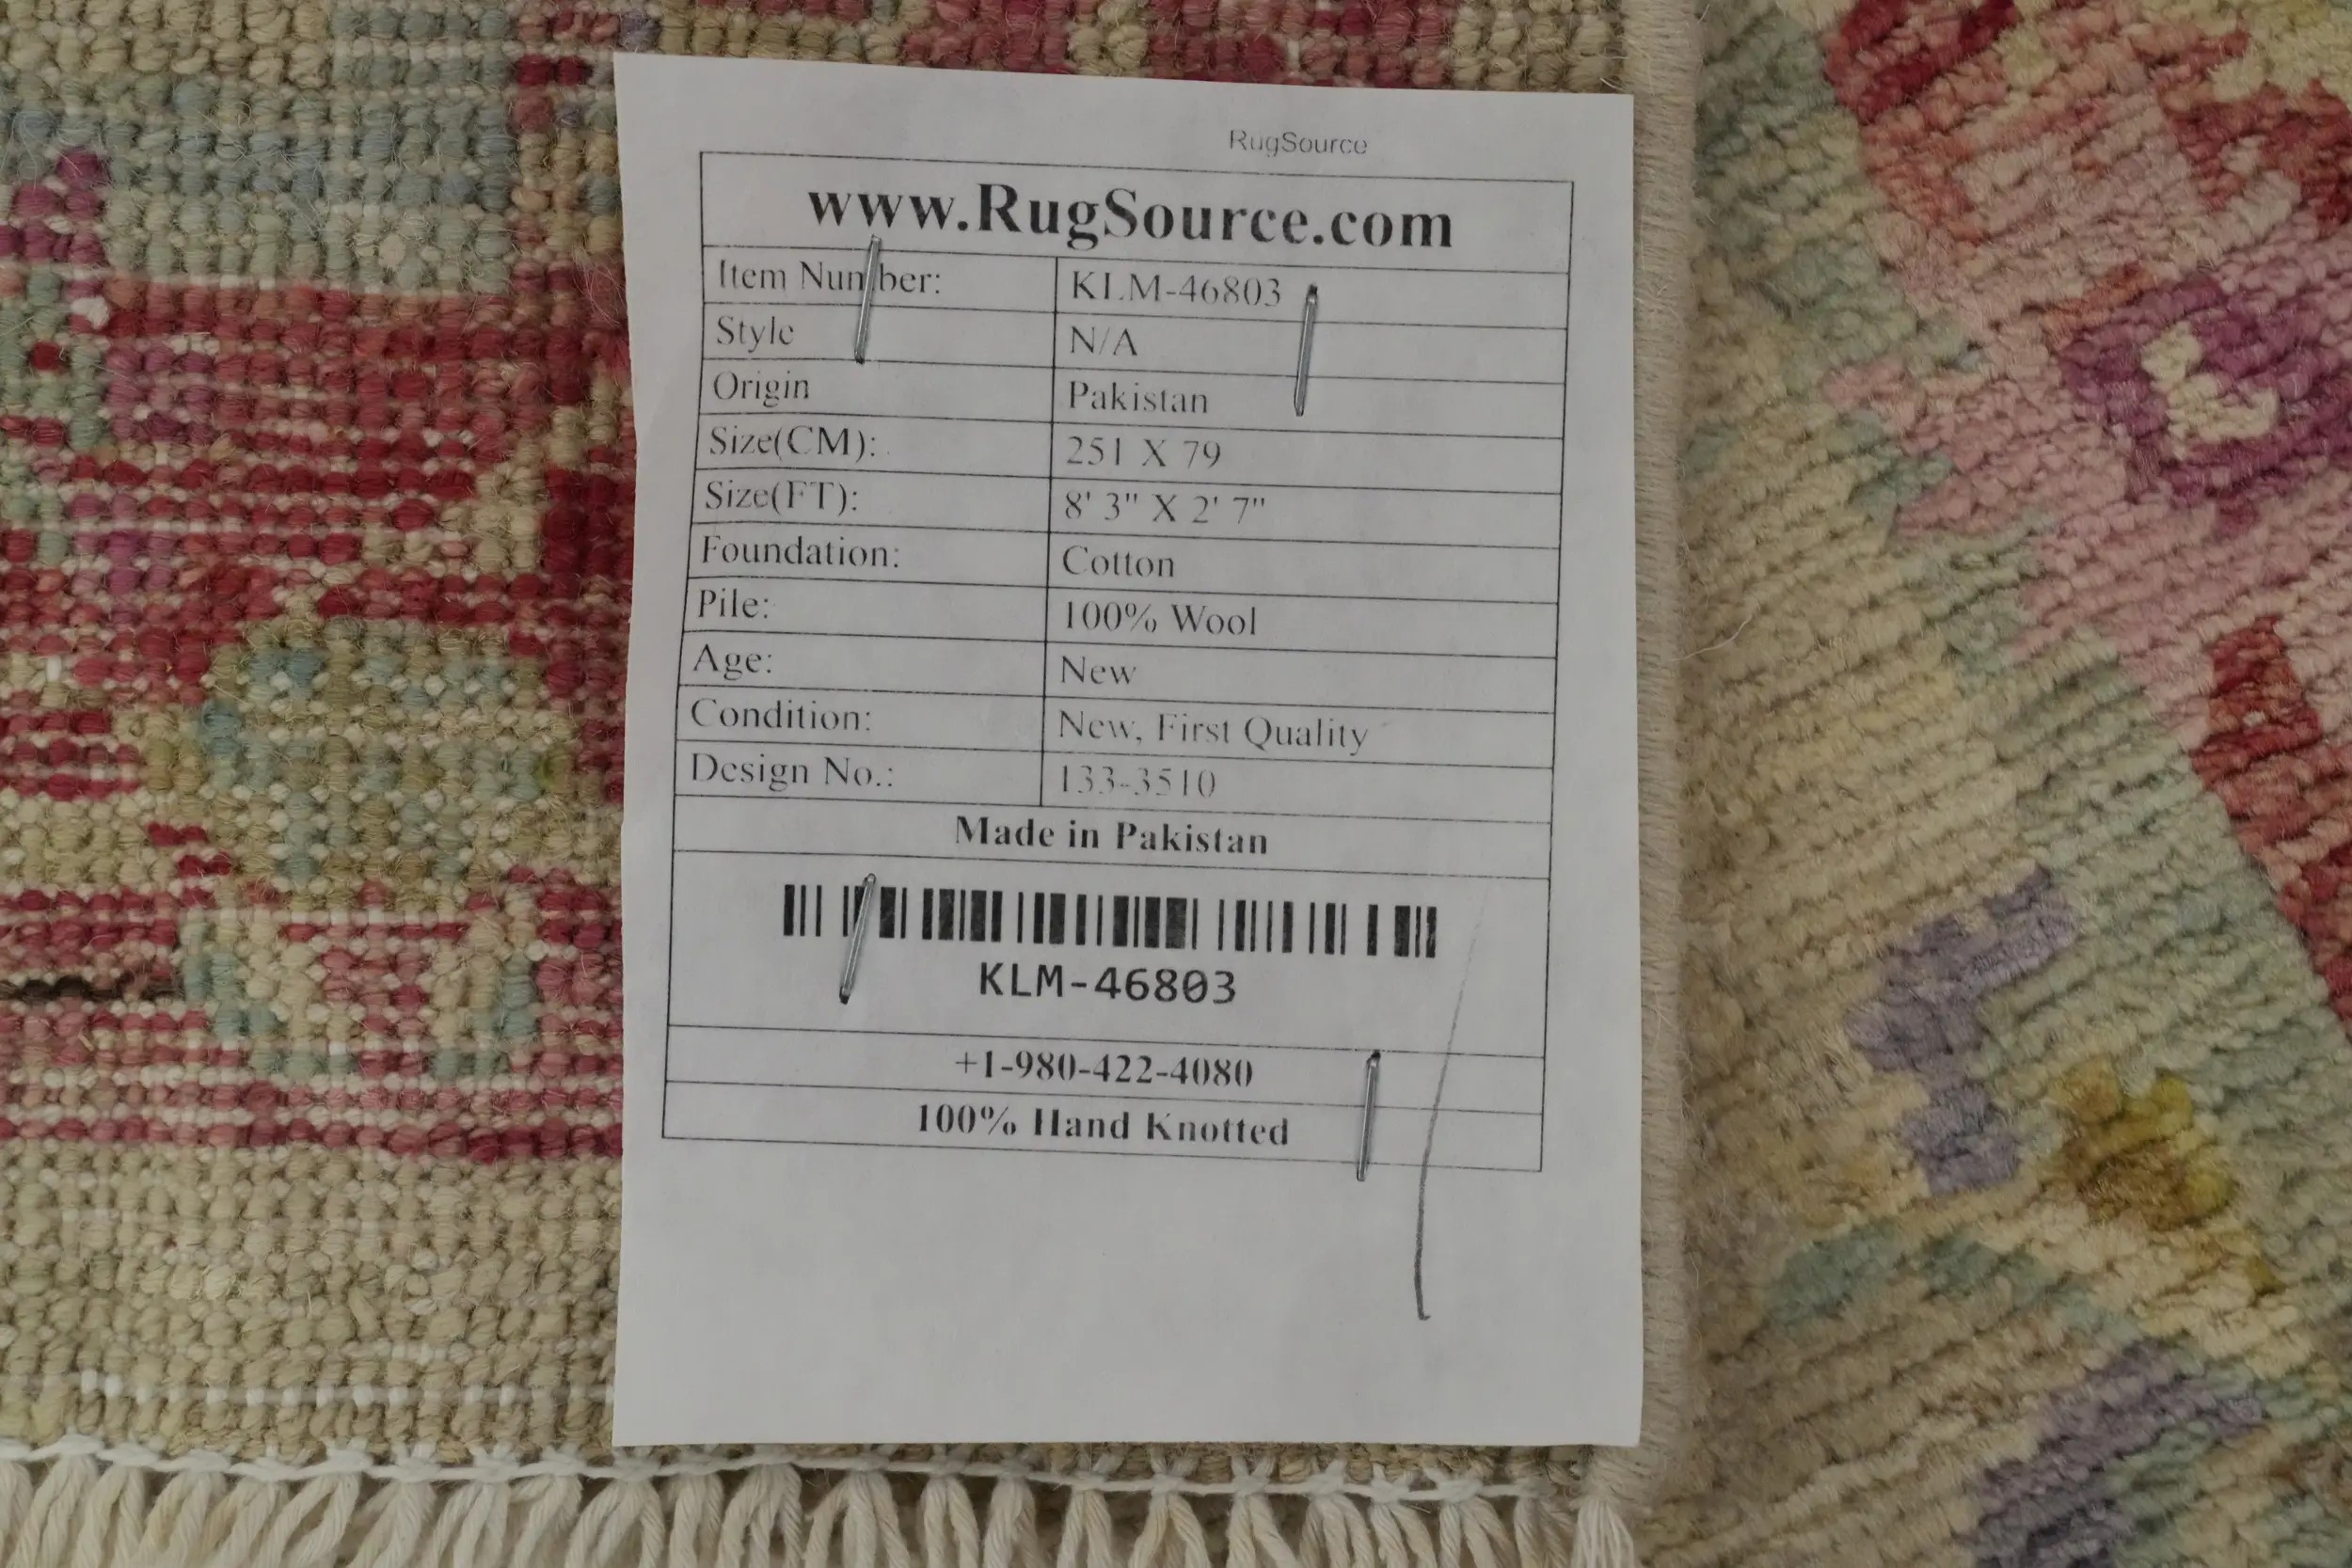 RugSource
www.RugSource.com
Item Number: KLM-46803
Style N/A
Origin Pakistan
Size(CM): 251 X 79
Size(FT): 8' 3" X 2' 7"
Foundation: Cotton
Pile: 100% Wool
Age: New
Condition: New, First Quality
Design No.: 133-3510
Made in Pakistan
KLM-46803
+1-980-422-4080
100% Hand Knotted